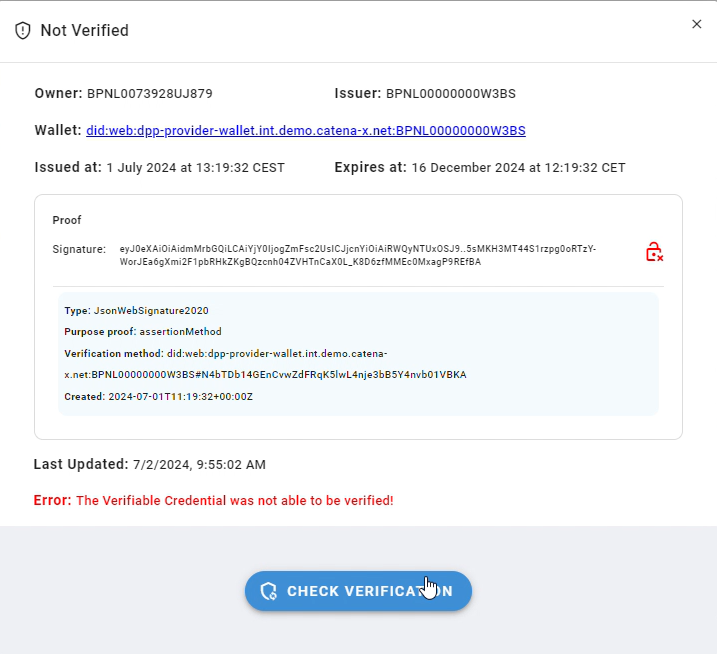 Not Verified
Owner: BPNL0073928UJ879
Issuer: BPNL00000000W3BS
Wallet: did:web:dpp-provider-wallet.int.demo.catena-x.net:BPNL00000000W3BS
Issued at: 1 July 2024 at 13:19:32 CEST
Expires at: 16 December 2024 at 12:19:32 CET
Proof
Signature: eyJ0eXAiOiAidmMrbGQiLCAiYjY0IjogZmFsc2UsICJjcnYiOiAiRWQyNTUxOSJ9..5sMKH3MT44S1rzpg0oRTzY-
WorJEa6gXmi2F1pbRHkZKgBQzcnh04ZVHTnCaX0L_K8D6zfMMEc0MxagP9REfBA
Type: JsonWebSignature2020
Purpose proof: assertionMethod
Verification method: did:web:dpp-provider-wallet.int.demo.catena-
x.net:BPNL00000000W3BS#N4bTDb14GEnCvwZdFRqK5lwL4nje3bB5Y4nvb01VBKA
Created: 2024-07-01T11:19:32+00:00Z
Last Updated: 7/2/2024, 9:55:02 AM
Error: The Verifiable Credential was not able to be verified!
CHECK VERIFICATION